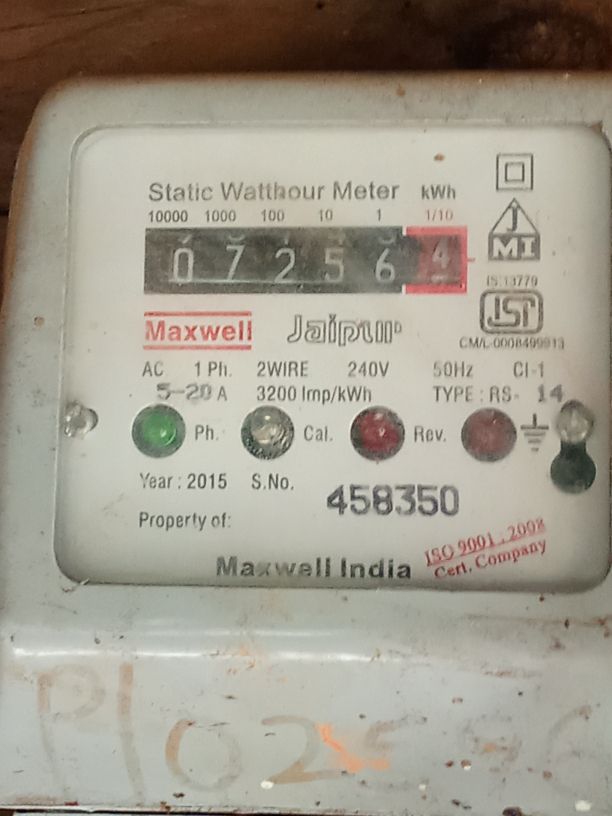 Static Watthour Meter kWh
10000 1000 100 10 1 1/10
0 7 2 5 6 4
J
MI
IS:13779
ISI
CM/L-0008499913
Maxwell Jaipur
AC 1 Ph. 2WIRE 240V 50Hz Cl-1
5-20 A 3200 Imp/kWh TYPE : RS- 14
Ph. Cal. Rev.
Year : 2015 S.No. 458350
Property of:
Maxwell India
ISO 9001 : 2008
Cert. Company